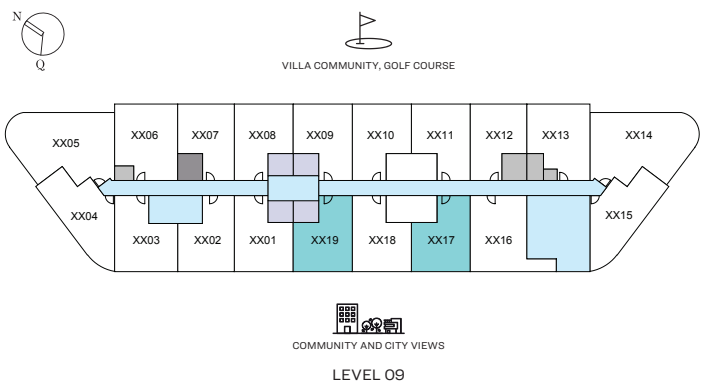 N
Q
VILLA COMMUNITY, GOLF COURSE
XX05 XX06 XX07 XX08 XX09 XX10 XX11 XX12 XX13 XX14
XX04 XX03 XX02 XX01 XX19 XX18 XX17 XX16 XX15
COMMUNITY AND CITY VIEWS
LEVEL 09